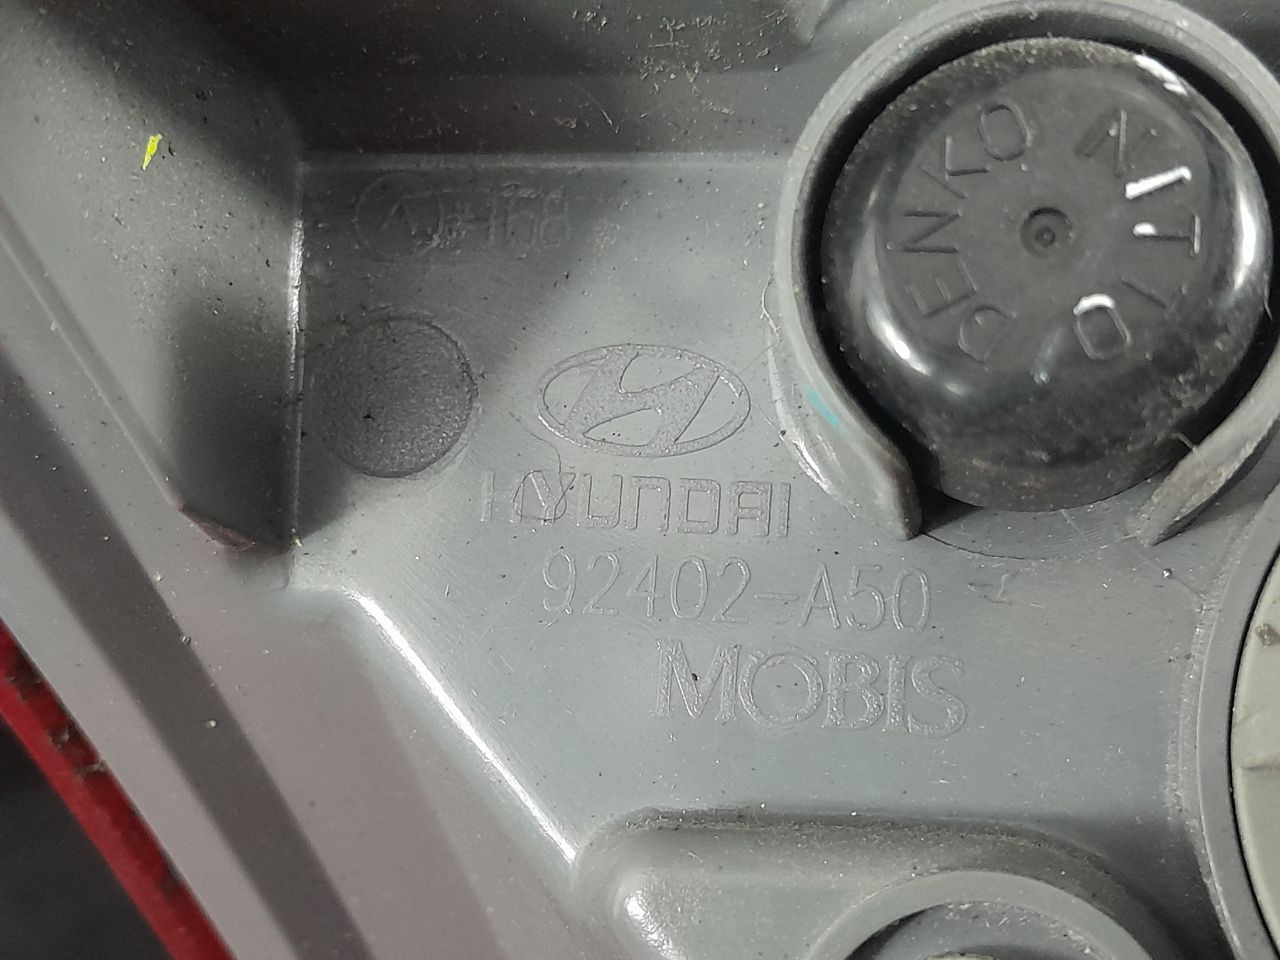 NITTO
DENKO
HYUNDAI
92402-A50
MOBIS